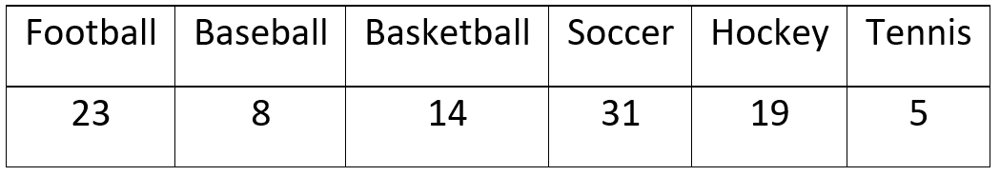 Football Baseball Basketball Soccer Hockey Tennis
23 8 14 31 19 5